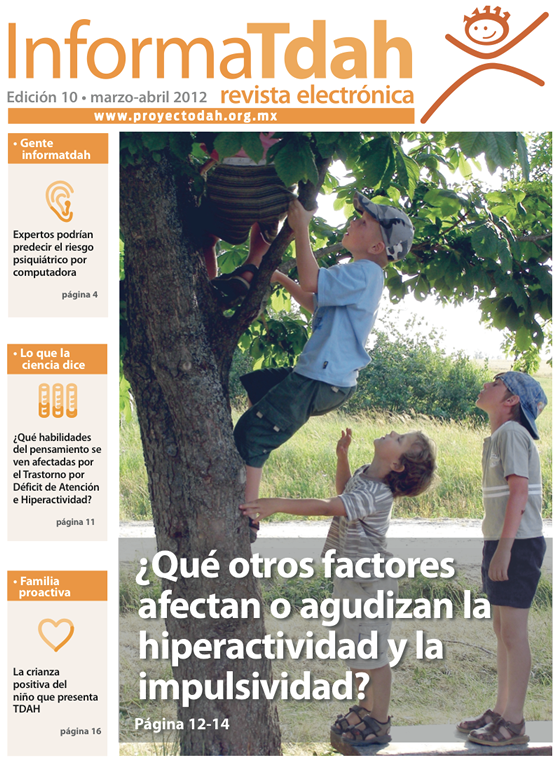 InformaTdah
Edición 10 • marzo-abril 2012 revista electrónica
www.proyectodah.org.mx
• Gente
informatdah
Expertos podrían
predecir el riesgo
psiquiátrico por
computadora
página 4
• Lo que la
ciencia dice
¿Qué habilidades
del pensamiento se
ven afectadas por
el Trastorno por
Déficit de Atención
e Hiperactividad?
página 11
• Familia
proactiva
La crianza
positiva del
niño que presenta
TDAH
página 16
¿Qué otros factores
afectan o agudizan la
hiperactividad y la
impulsividad?
Página 12-14